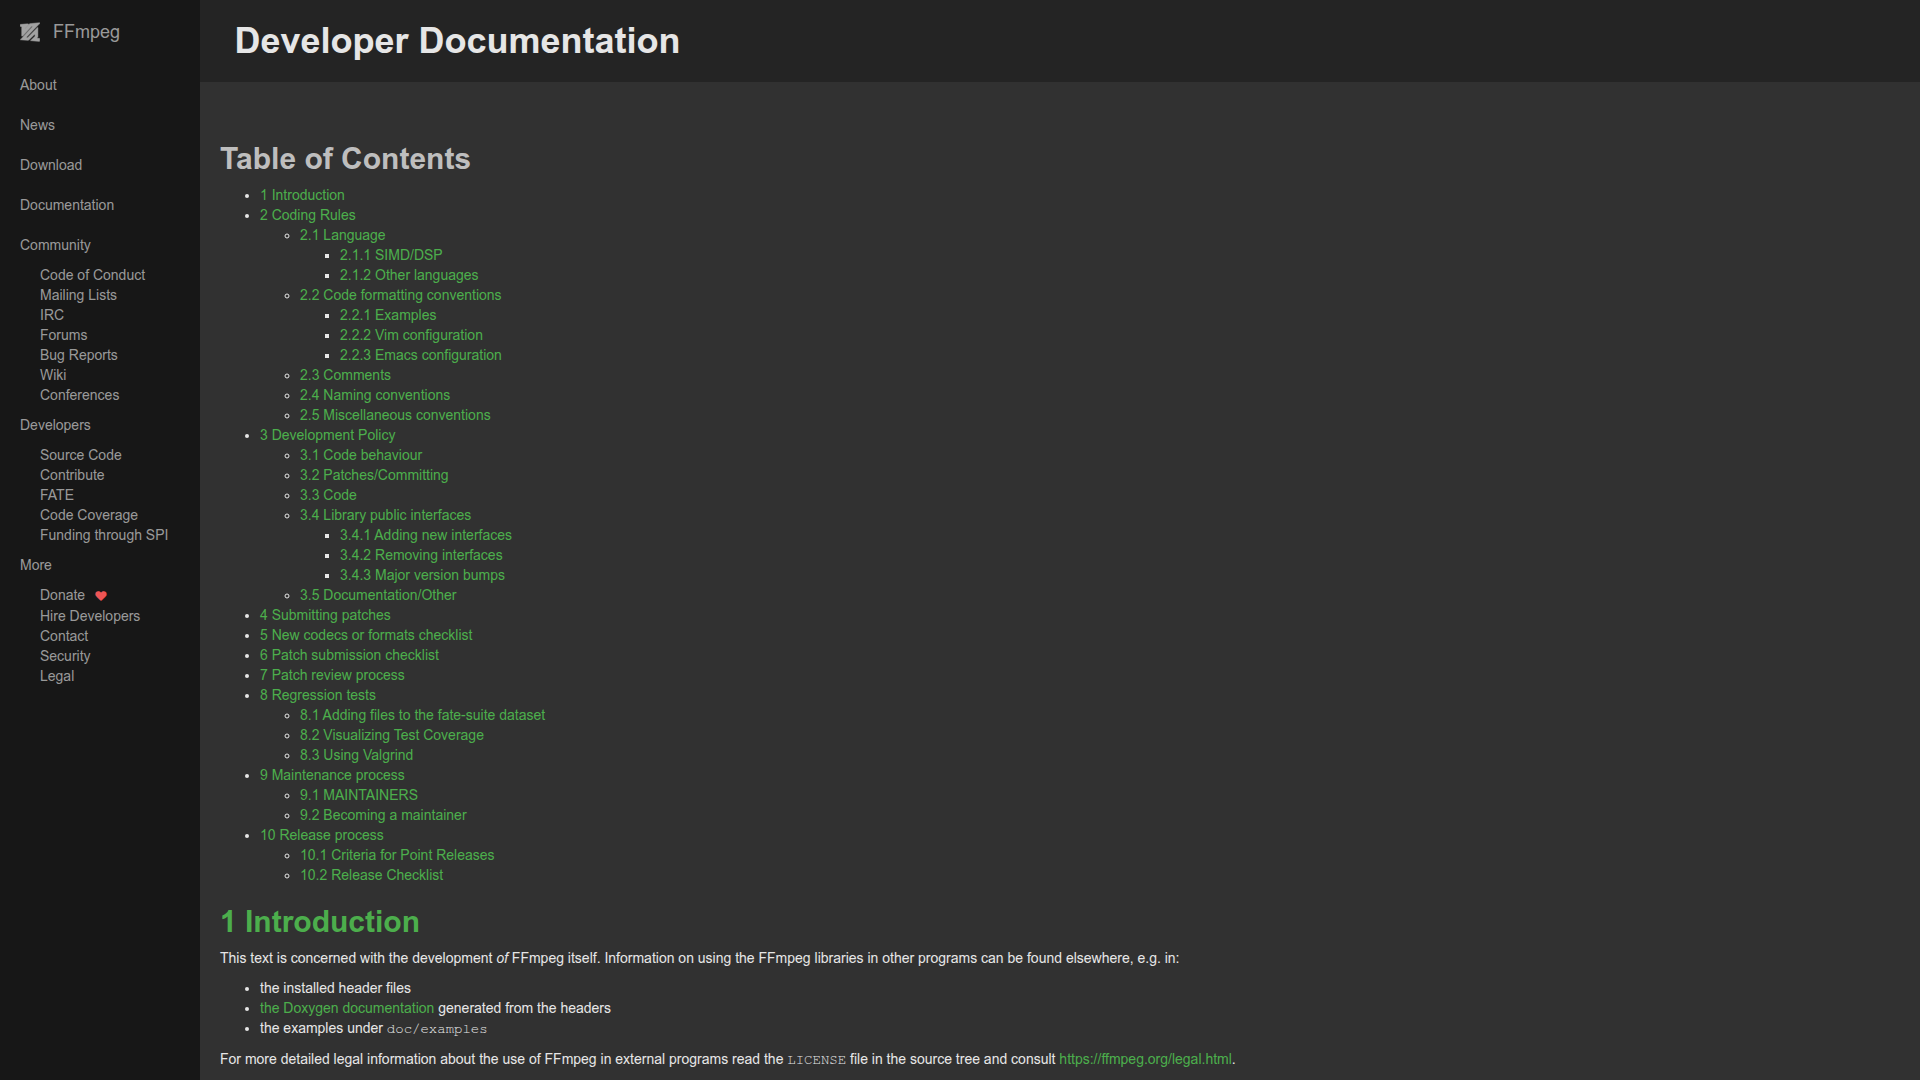 FFmpeg
About
News
Download
Documentation
Community
Code of Conduct
Mailing Lists
IRC
Forums
Bug Reports
Wiki
Conferences
Developers
Source Code
Contribute
FATE
Code Coverage
Funding through SPI
More
Donate
Hire Developers
Contact
Security
Legal
Developer Documentation
Table of Contents
1 Introduction
2 Coding Rules
2.1 Language
2.1.1 SIMD/DSP
2.1.2 Other languages
2.2 Code formatting conventions
2.2.1 Examples
2.2.2 Vim configuration
2.2.3 Emacs configuration
2.3 Comments
2.4 Naming conventions
2.5 Miscellaneous conventions
3 Development Policy
3.1 Code behaviour
3.2 Patches/Committing
3.3 Code
3.4 Library public interfaces
3.4.1 Adding new interfaces
3.4.2 Removing interfaces
3.4.3 Major version bumps
3.5 Documentation/Other
4 Submitting patches
5 New codecs or formats checklist
6 Patch submission checklist
7 Patch review process
8 Regression tests
8.1 Adding files to the fate-suite dataset
8.2 Visualizing Test Coverage
8.3 Using Valgrind
9 Maintenance process
9.1 MAINTAINERS
9.2 Becoming a maintainer
10 Release process
10.1 Criteria for Point Releases
10.2 Release Checklist
1 Introduction
This text is concerned with the development of FFmpeg itself. Information on using the FFmpeg libraries in other programs can be found elsewhere, e.g. in:
the installed header files
the Doxygen documentation generated from the headers
the examples under doc/examples
For more detailed legal information about the use of FFmpeg in external programs read the LICENSE file in the source tree and consult https://ffmpeg.org/legal.html.